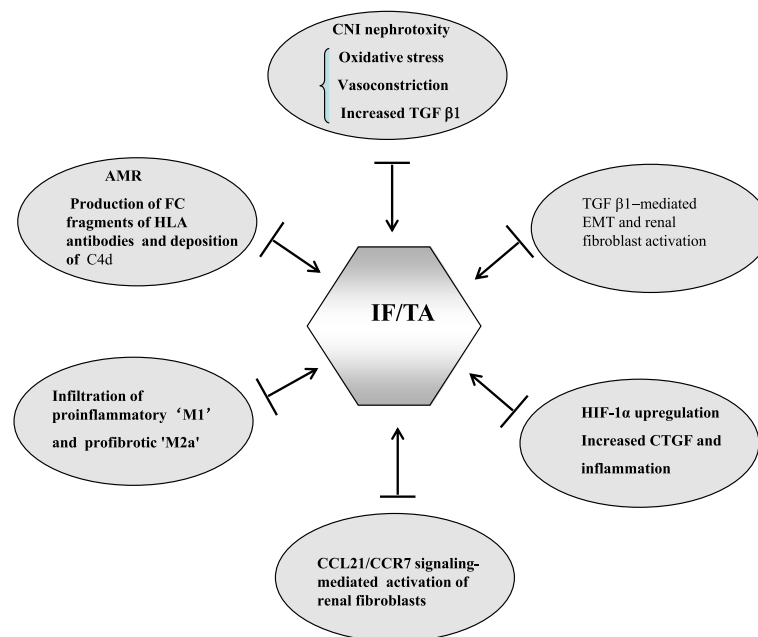 CNI nephrotoxity
Oxidative stress
Vasoconstriction
Increased TGF β1
AMR
Production of FC
fragments of HLA
antibodies and deposition
of C4d
TGF β1–mediated
EMT and renal
fibroblast activation
IF/TA
Infiltration of
proinflammatory ‘M1’
and profibrotic 'M2a'
HIF-1α upregulation
Increased CTGF and
inflammation
CCL21/CCR7 signaling-
mediated activation of
renal fibroblasts